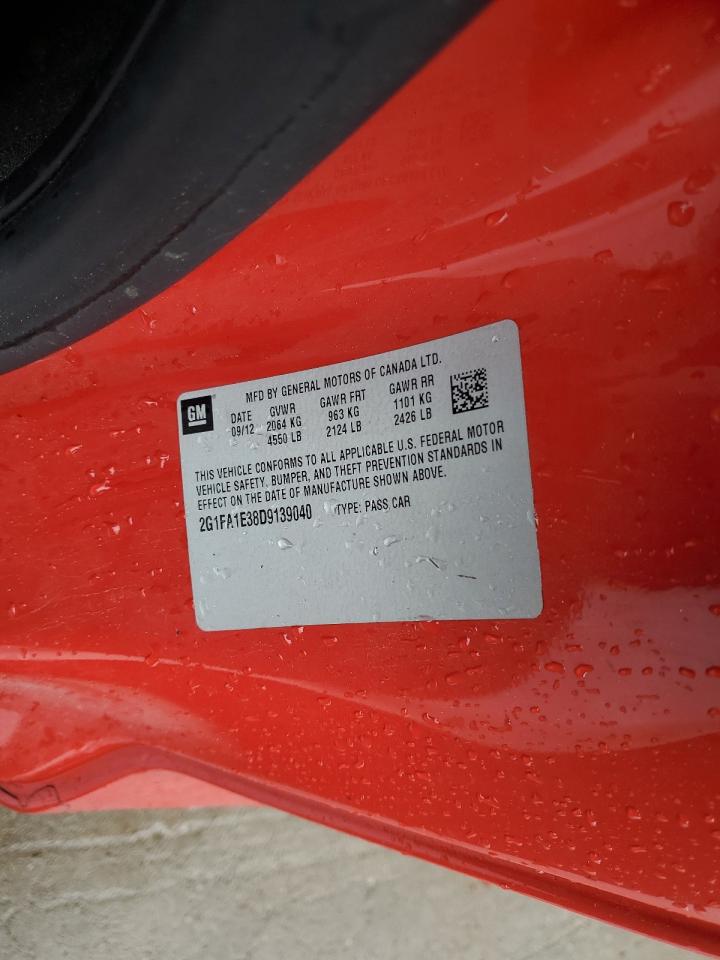 GM
MFD BY GENERAL MOTORS OF CANADA LTD.
DATE GVWR GAWR FRT GAWR RR
09/12 2064 KG 963 KG 1101 KG
4550 LB 2124 LB 2426 LB
THIS VEHICLE CONFORMS TO ALL APPLICABLE U.S. FEDERAL MOTOR
VEHICLE SAFETY, BUMPER, AND THEFT PREVENTION STANDARDS IN
EFFECT ON THE DATE OF MANUFACTURE SHOWN ABOVE.
2G1FA1E38D9139040 TYPE: PASS CAR